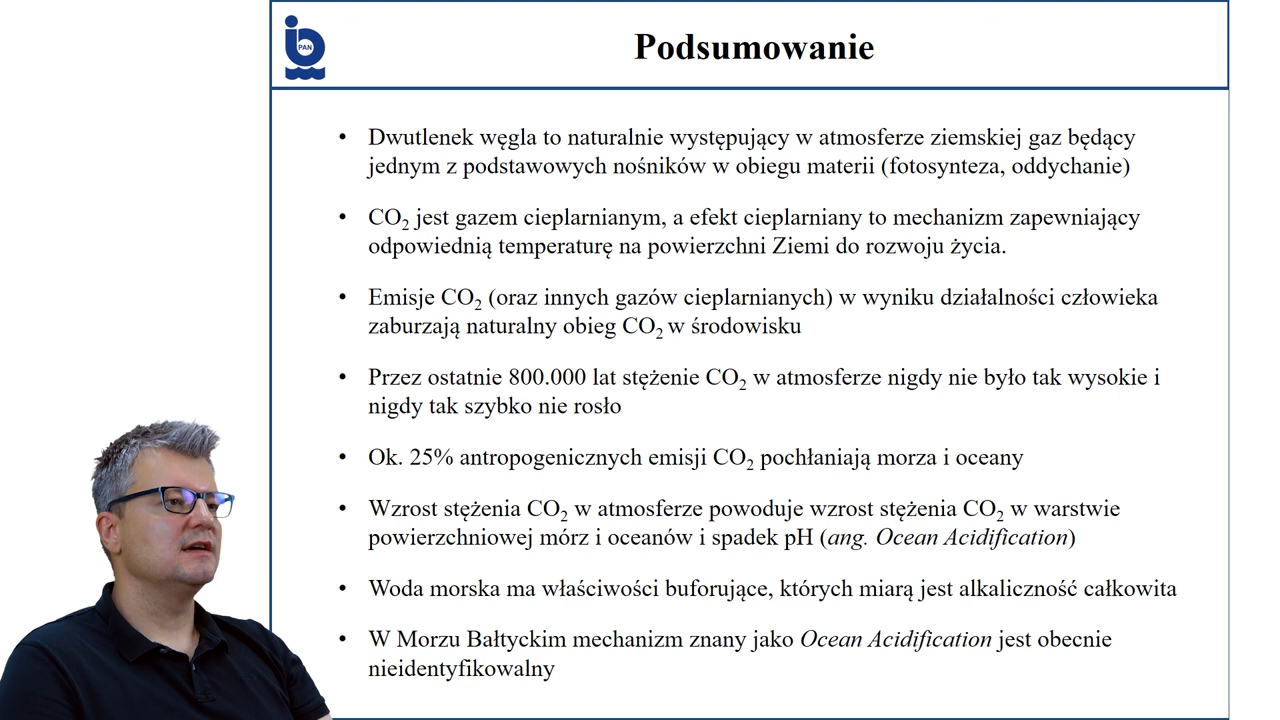 PAN
Podsumowanie
• Dwutlenek węgla to naturalnie występujący w atmosferze ziemskiej gaz będący
jednym z podstawowych nośników w obiegu materii (fotosynteza, oddychanie)
• CO₂ jest gazem cieplarnianym, a efekt cieplarniany to mechanizm zapewniający
odpowiednią temperaturę na powierzchni Ziemi do rozwoju życia.
• Emisje CO₂ (oraz innych gazów cieplarnianych) w wyniku działalności człowieka
zaburzają naturalny obieg CO₂ w środowisku
• Przez ostatnie 800.000 lat stężenie CO₂ w atmosferze nigdy nie było tak wysokie i
nigdy tak szybko nie rosło
• Ok. 25% antropogenicznych emisji CO₂ pochłaniają morza i oceany
• Wzrost stężenia CO₂ w atmosferze powoduje wzrost stężenia CO₂ w warstwie
powierzchniowej mórz i oceanów i spadek pH (ang. Ocean Acidification)
• Woda morska ma właściwości buforujące, których miarą jest alkaliczność całkowita
• W Morzu Bałtyckim mechanizm znany jako Ocean Acidification jest obecnie
nieidentyfikowalny